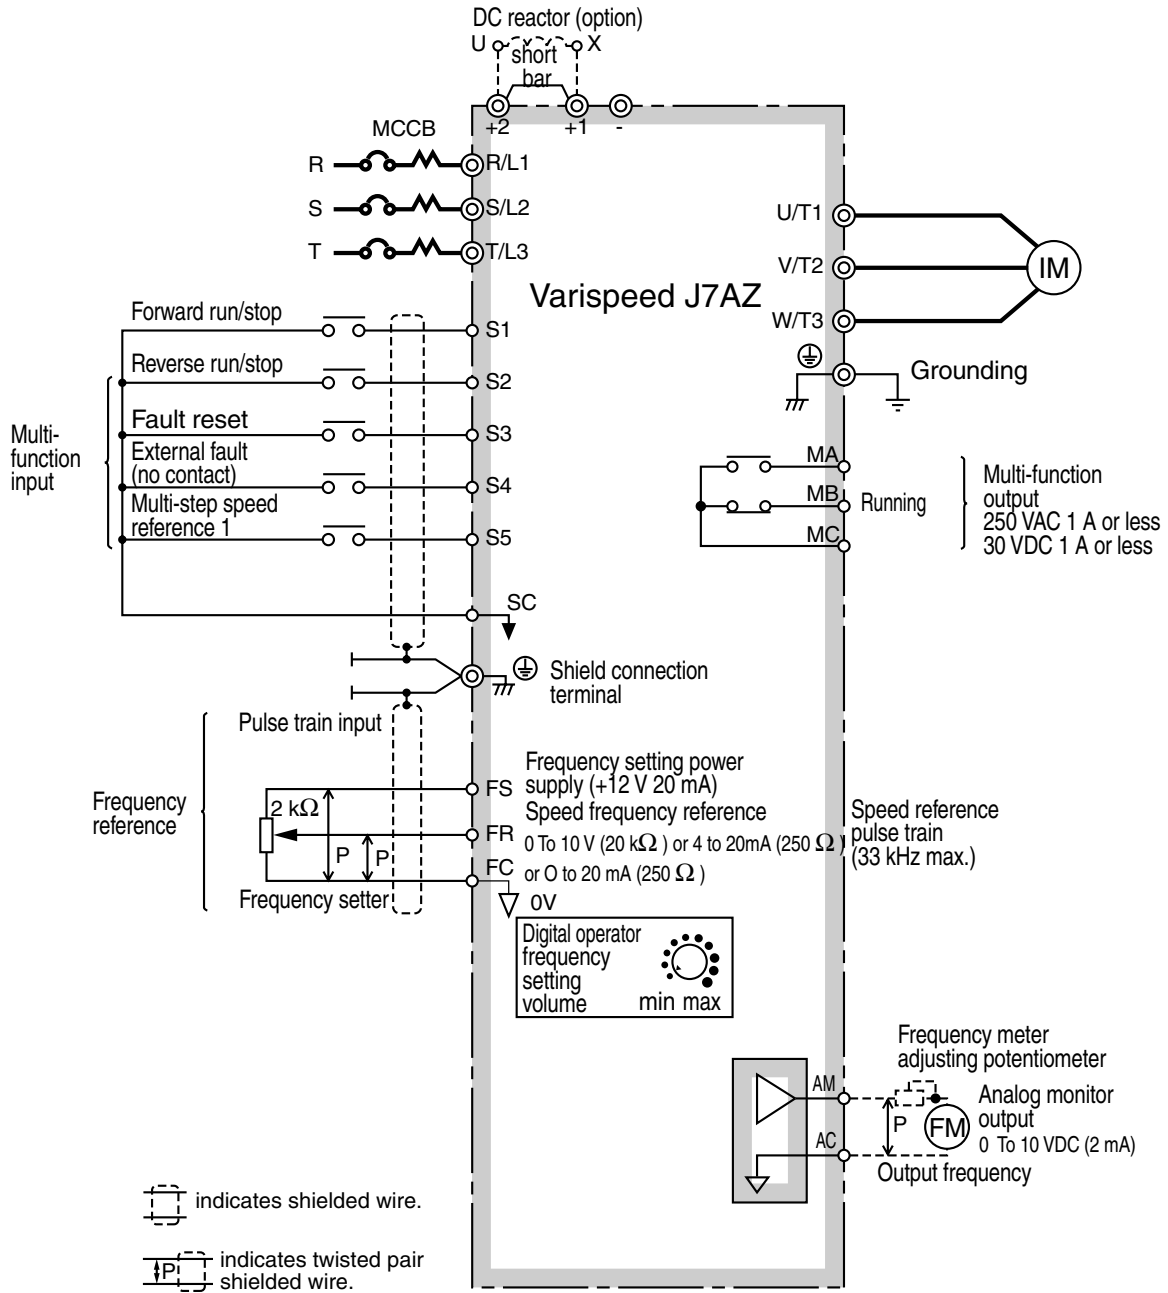 DC reactor (option)
U
X
short
bar
+2
+1
-
MCCB
R
R/L1
S
S/L2
T
T/L3
U/T1
V/T2
W/T3
IM
Varispeed J7AZ
Grounding
Forward run/stop
S1
Reverse run/stop
S2
Fault reset
S3
External fault
(no contact)
S4
Multi-step speed
reference 1
S5
Multi-
function
input
SC
MA
MB
MC
Running
Multi-function
output
250 VAC 1 A or less
30 VDC 1 A or less
Shield connection
terminal
Pulse train input
Frequency
reference
2 kΩ
P
P
Frequency setter
FS
FR
FC
Frequency setting power
supply (+12 V 20 mA)
Speed frequency reference
0 To 10 V (20 kΩ ) or 4 to 20mA (250 Ω )
or O to 20 mA (250 Ω )
0V
Speed reference
pulse train
(33 kHz max.)
Digital operator
frequency
setting
volume
min max
Frequency meter
adjusting potentiometer
AM
AC
P
FM
Analog monitor
output
0 To 10 VDC (2 mA)
Output frequency
indicates shielded wire.
P
indicates twisted pair
shielded wire.